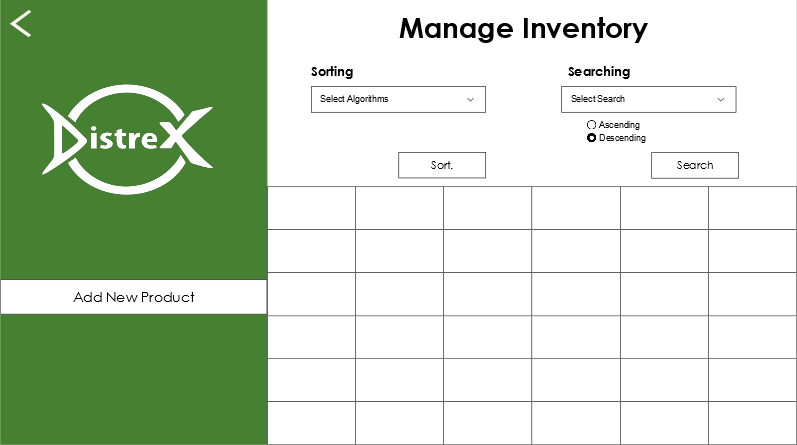 Manage Inventory
Sorting
Searching
Select Algorithms
Select Search
Ascending
Descending
Sort.
Search
DistreX
Add New Product